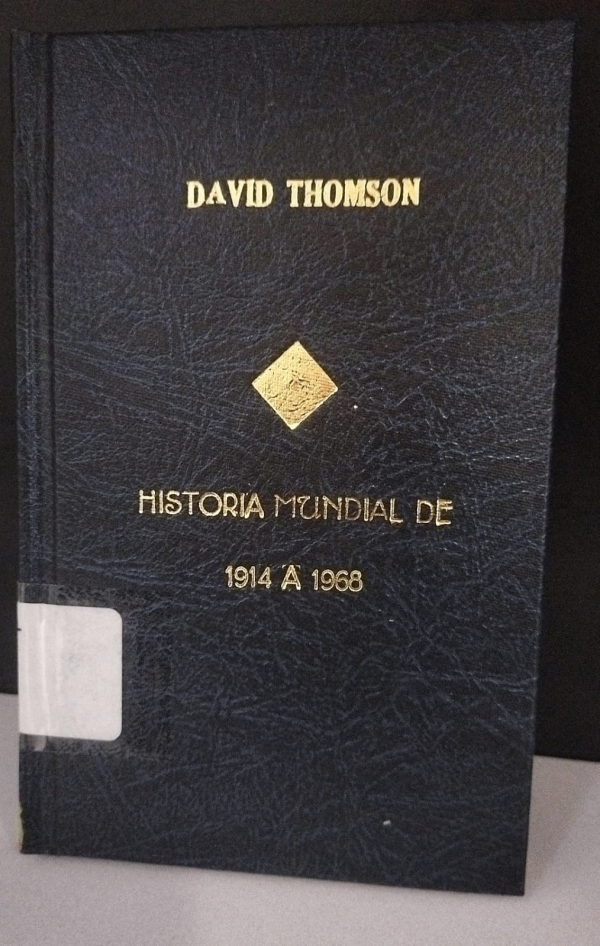 DAVID THOMSON
HISTORIA MUNDIAL DE
1914 A 1968